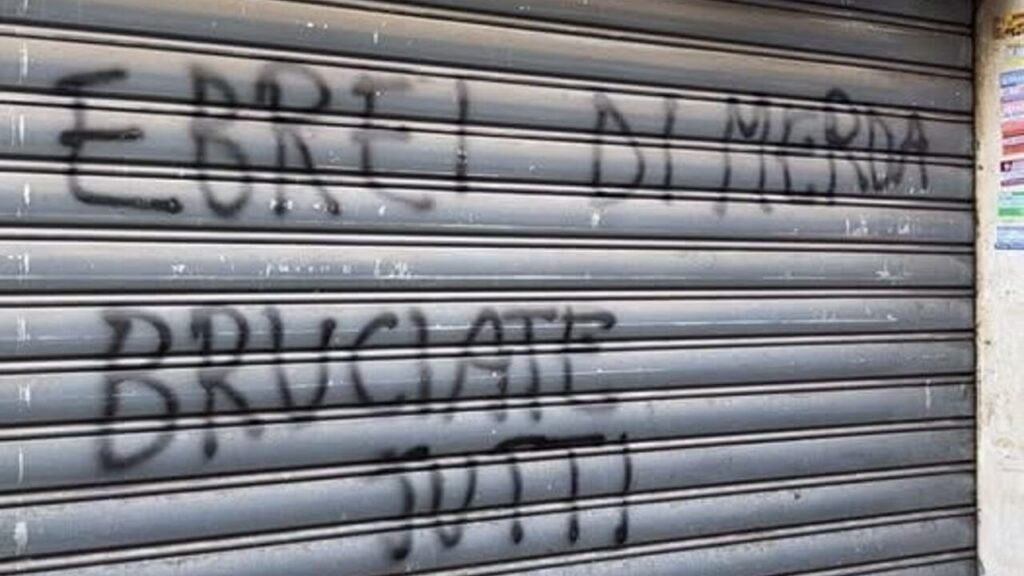 EBREI DI MERDA
BRUCIATE
TUTTI